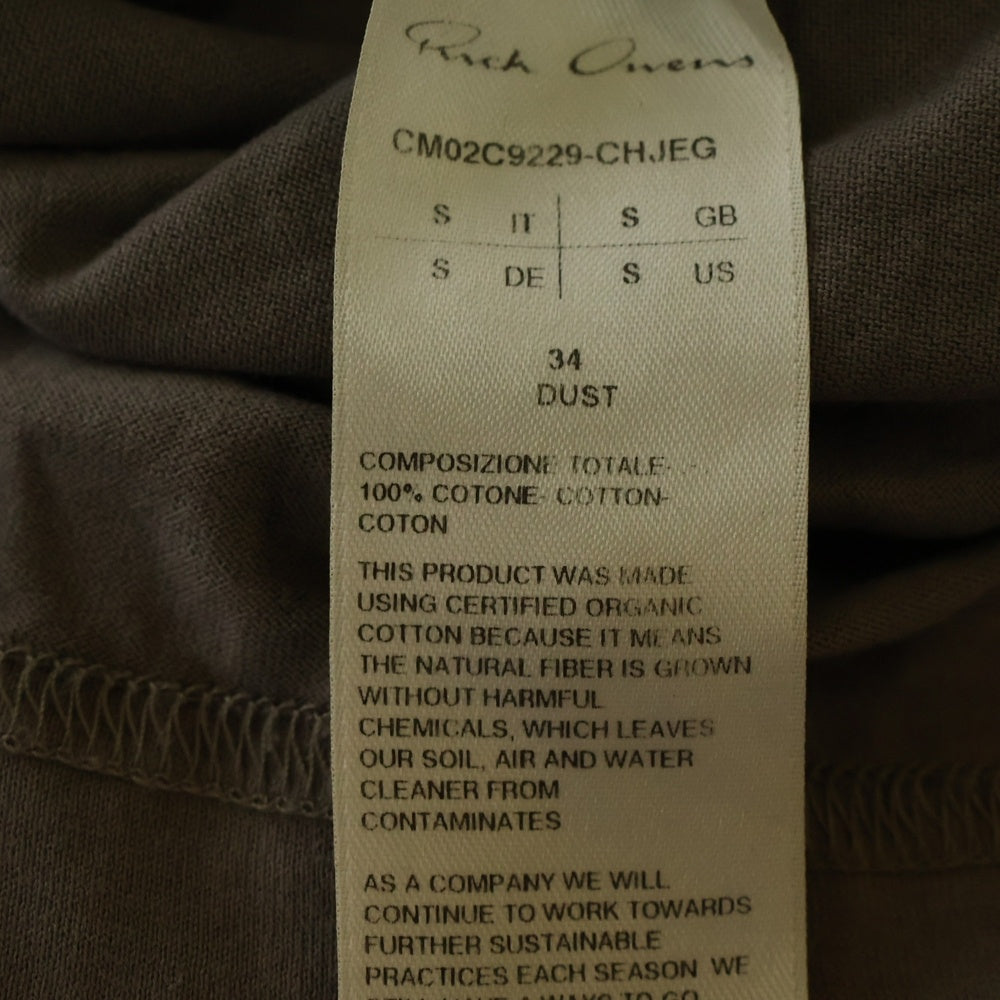 Rick Owens
CM02C9229-CHJEG
S IT S GB
S DE S US
34
DUST
COMPOSIZIONE TOTALE- -
100% COTONE- COTTON-
COTON
THIS PRODUCT WAS MADE
USING CERTIFIED ORGANIC
COTTON BECAUSE IT MEANS
THE NATURAL FIBER IS GROWN
WITHOUT HARMFUL
CHEMICALS, WHICH LEAVES
OUR SOIL, AIR AND WATER
CLEANER FROM
CONTAMINATES
AS A COMPANY WE WILL
CONTINUE TO WORK TOWARDS
FURTHER SUSTAINABLE
PRACTICES EACH SEASON WE